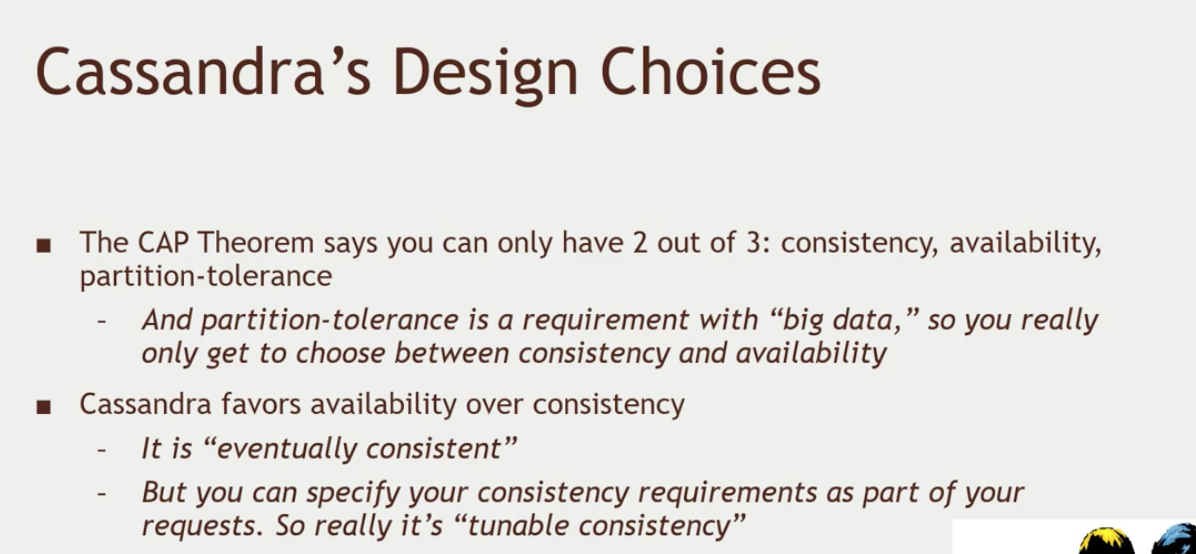 Cassandra’s Design Choices
■ The CAP Theorem says you can only have 2 out of 3: consistency, availability,
partition-tolerance
– And partition-tolerance is a requirement with “big data,” so you really
only get to choose between consistency and availability
■ Cassandra favors availability over consistency
– It is “eventually consistent”
– But you can specify your consistency requirements as part of your
requests. So really it’s “tunable consistency”